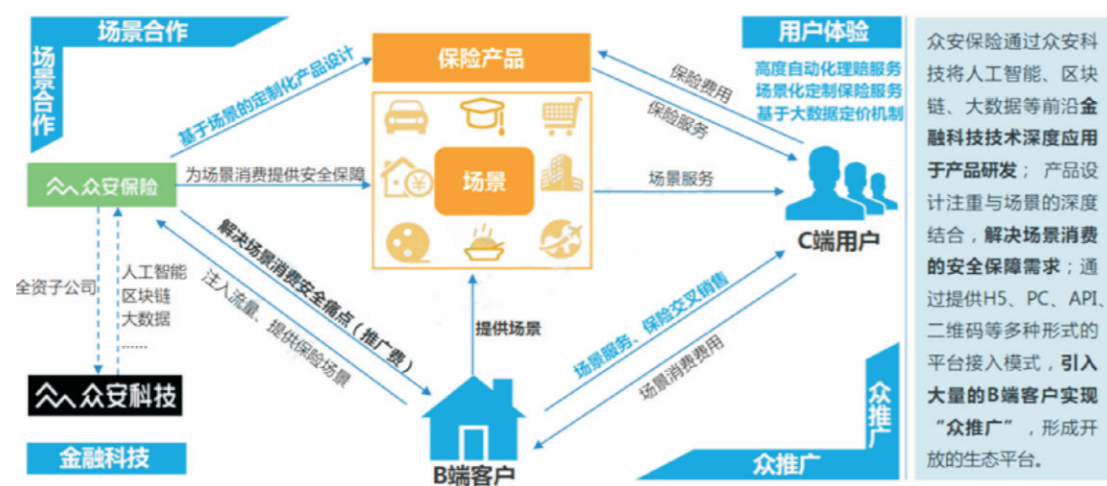 场景合作
场景合作
基于场景的定制化产品设计
保险产品
用户体验
高度自动化理赔服务
场景化定制保险服务
基于大数据定价机制
保险费用
保险服务
众安保险
为场景消费提供安全保障
场景
场景服务
C端用户
解决场景消费安全痛点（推广费）
注入流量、提供保险场景
全资子公司
人工智能
区块链
大数据
......
提供场景
场景服务、保险交叉销售
场景消费费用
众安科技
金融科技
B端客户
众推广
众推广
众安保险通过众安科
技将人工智能、区块
链、大数据等前沿金
融科技技术深度应用
于产品研发；产品设
计注重与场景的深度
结合，解决场景消费
的安全保障需求；通
过提供H5、PC、API、
二维码等多种形式的
平台接入模式，引入
大量的B端客户实现
“众推广”，形成开
放的生态平台。